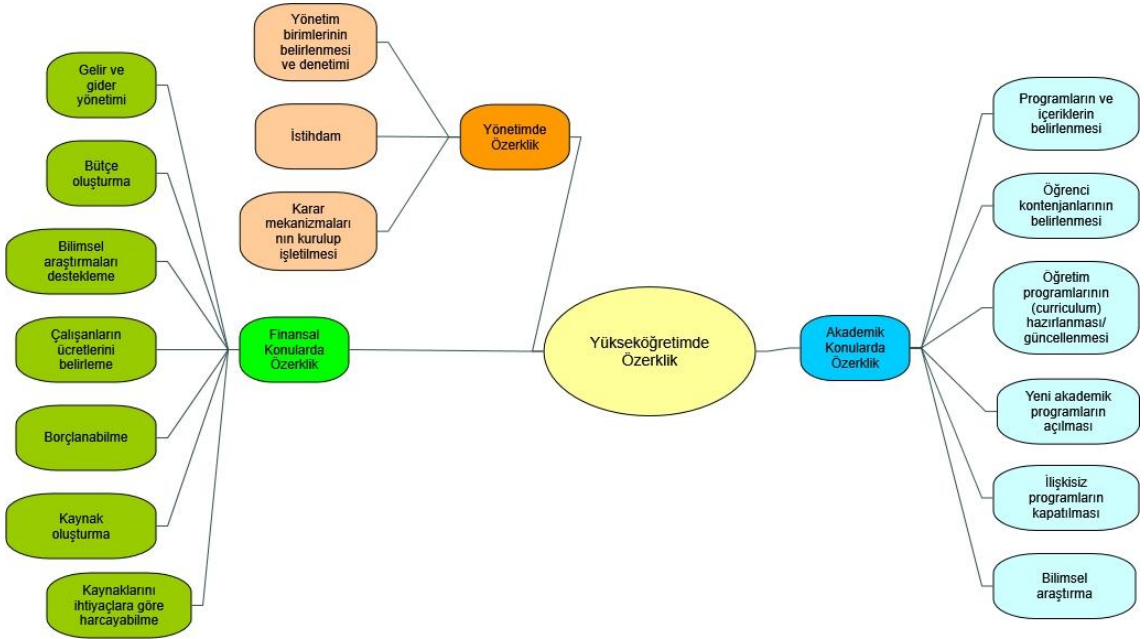 Yönetim
birimlerinin
belirlenmesi
ve denetimi
İstihdam
Karar
mekanizmaları
nın kurulup
işletilmesi
Yönetimde
Özerklik
Gelir ve
gider
yönetimi
Bütçe
oluşturma
Bilimsel
araştırmaları
destekleme
Çalışanların
ücretlerini
belirleme
Borçlanabilme
Kaynak
oluşturma
Kaynaklarını
ihtiyaçlara göre
harcayabilme
Finansal
Konularda
Özerklik
Yükseköğretimde
Özerklik
Akademik
Konularda
Özerklik
Programların ve
içeriklerin
belirlenmesi
Öğrenci
kontenjanlarının
belirlenmesi
Öğretim
programlarının
(curriculum)
hazırlanması/
güncellenmesi
Yeni akademik
programların
açılması
İlişkisiz
programların
kapatılması
Bilimsel
araştırma